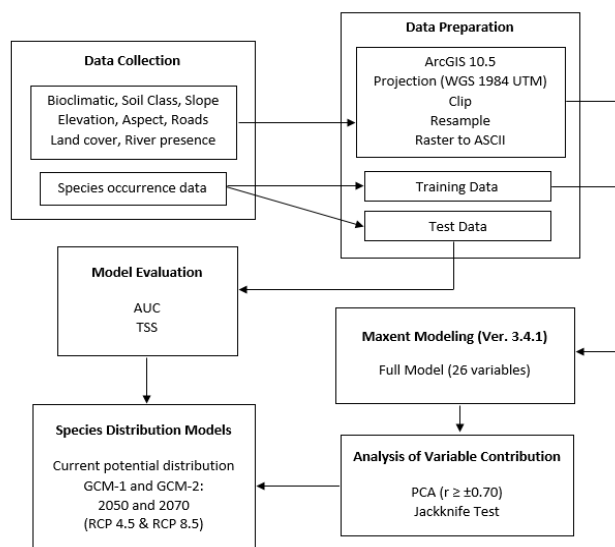 Data Collection
Bioclimatic, Soil Class, Slope
Elevation, Aspect, Roads
Land cover, River presence
Species occurrence data
Data Preparation
ArcGIS 10.5
Projection (WGS 1984 UTM)
Clip
Resample
Raster to ASCII
Training Data
Test Data
Model Evaluation
AUC
TSS
Maxent Modeling (Ver. 3.4.1)
Full Model (26 variables)
Species Distribution Models
Current potential distribution
GCM-1 and GCM-2:
2050 and 2070
(RCP 4.5 & RCP 8.5)
Analysis of Variable Contribution
PCA (r ≥ ±0.70)
Jackknife Test